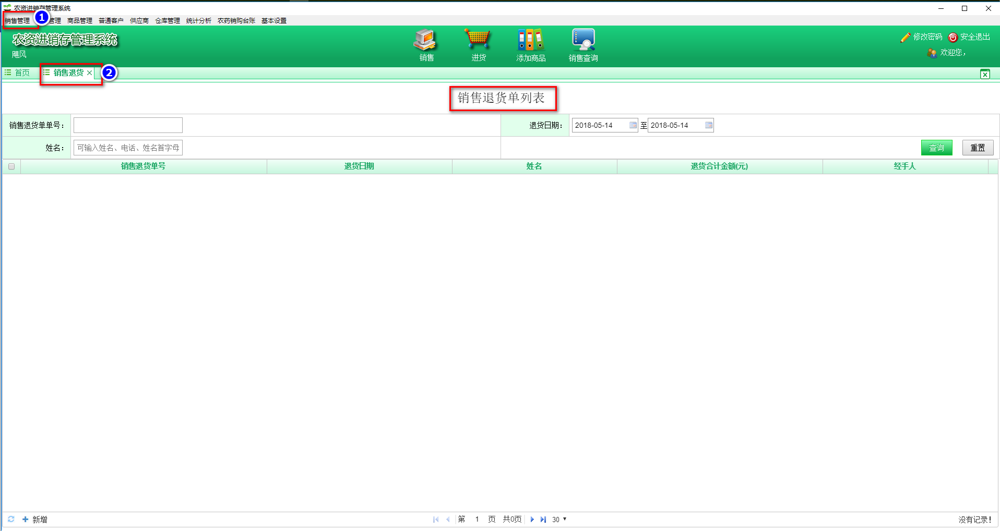 农资进销存管理系统
销售管理 1 管理 商品管理 普通客户 供应商 仓库管理 统计分析 农药销购台账 基本设置
农资进销存管理系统
飓风
销售 进货 添加商品 销售查询
修改密码 安全退出
欢迎您，
首页 销售退货 2
销售退货单列表
销售退货单单号： 退货日期： 2018-05-14 至 2018-05-14
姓名： 可输入姓名、电话、姓名首字母 查询 重置
销售退货单号 退货日期 姓名 退货合计金额(元) 经手人
新增 第 1 页 共0页 30 没有记录！